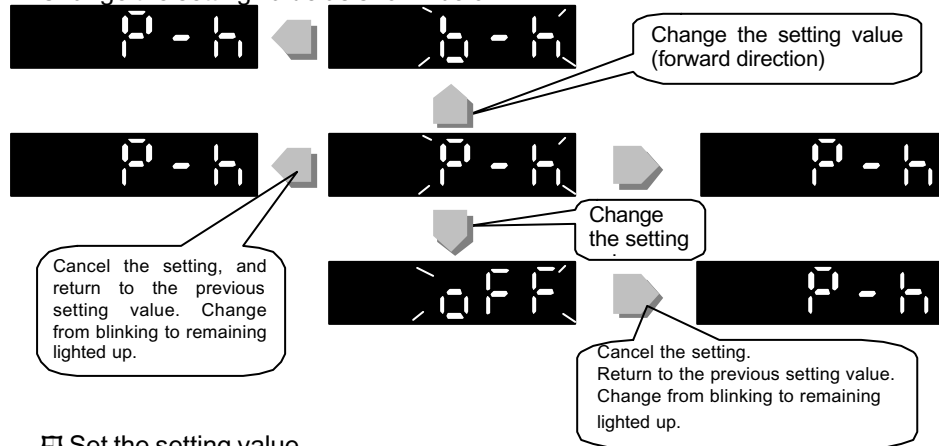 P-h
b-h
Change the setting value
(forward direction)
P-h
P-h
P-h
Change
the setting
Cancel the setting, and
return to the previous
setting value. Change
from blinking to remaining
lighted up.
oFF
P-h
Cancel the setting.
Return to the previous setting value.
Change from blinking to remaining
lighted up.
Set the setting value